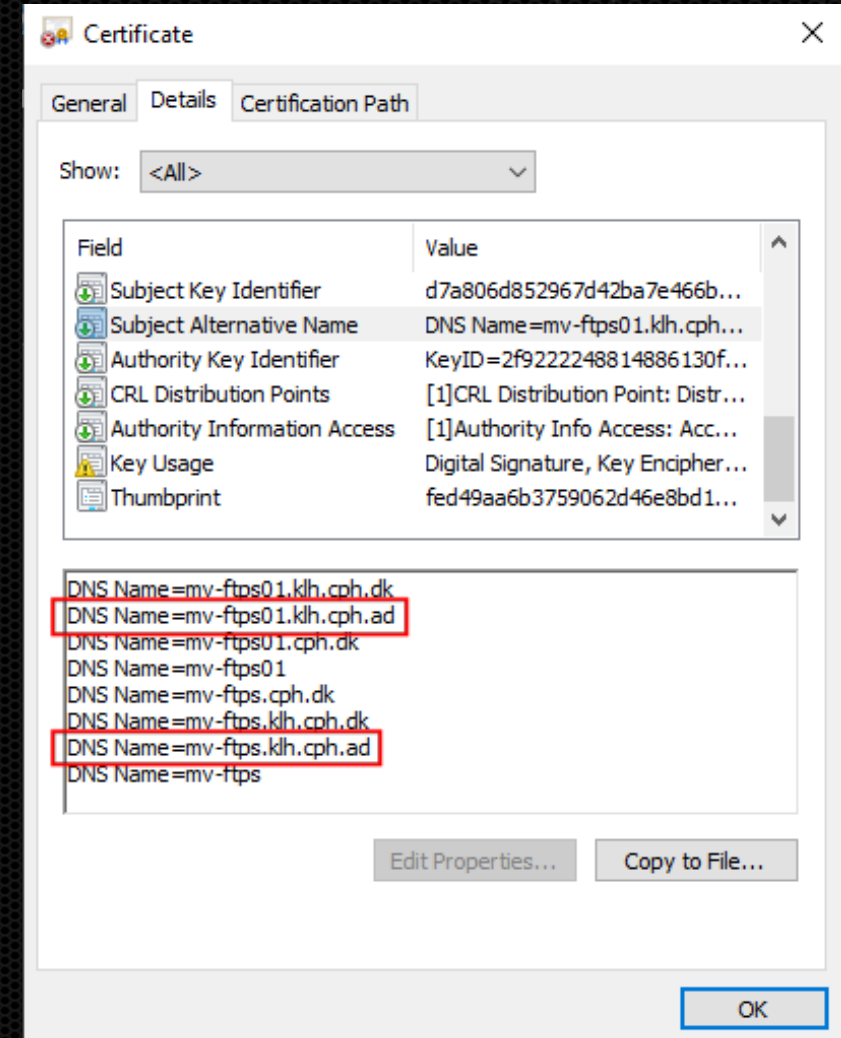 Certificate
General Details Certification Path
Show: <All>
Field Value
Subject Key Identifier d7a806d852967d42ba7e466b...
Subject Alternative Name DNS Name=mv-ftps01.klh.cph...
Authority Key Identifier KeyID=2f9222248814886130f...
CRL Distribution Points [1]CRL Distribution Point: Distr...
Authority Information Access [1]Authority Info Access: Acc...
Key Usage Digital Signature, Key Encipher...
Thumbprint fed49aa6b3759062d46e8bd1...
DNS Name=mv-ftps01.klh.cph.dk
DNS Name=mv-ftps01.klh.cph.ad
DNS Name=mv-ftps01.cph.dk
DNS Name=mv-ftps01
DNS Name=mv-ftps.cph.dk
DNS Name=mv-ftps.klh.cph.dk
DNS Name=mv-ftps.klh.cph.ad
DNS Name=mv-ftps
Edit Properties... Copy to File...
OK